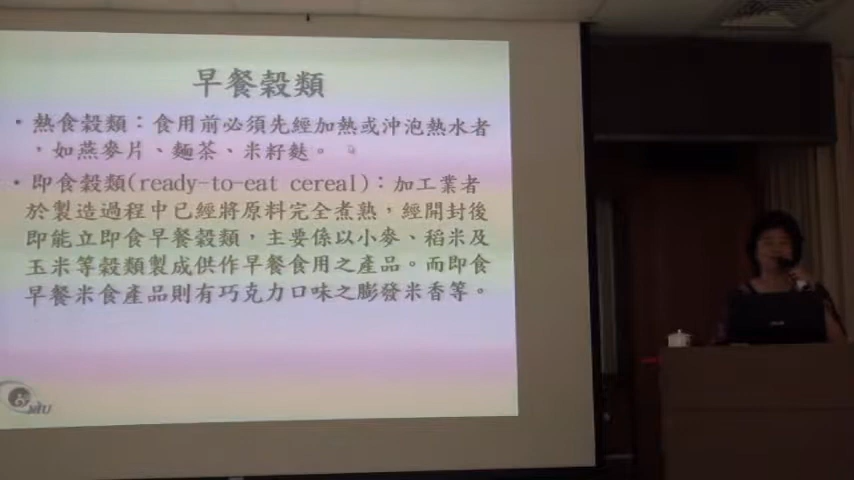 早餐穀類
• 熱食穀類：食用前必須先經加熱或沖泡熱水者
，如燕麥片、麵茶、米籽麩。
• 即食穀類(ready-to-eat cereal)：加工業者
於製造過程中已經將原料完全煮熟，經開封後
即能立即食早餐穀類，主要係以小麥、稻米及
玉米等穀類製成供作早餐食用之產品。而即食
早餐米食產品則有巧克力口味之膨發米香等。